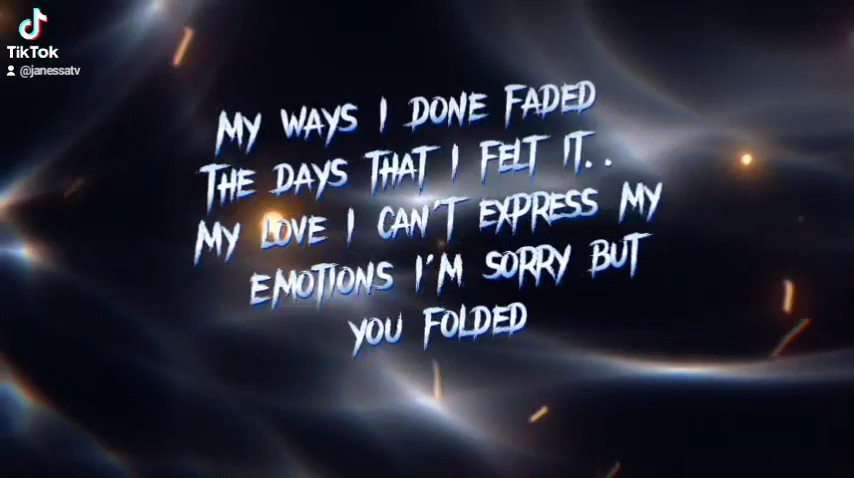 TikTok
@janessatv
MY WAYS I DONE FADED
THE DAYS THAT I FELT IT..
MY LOVE I CAN'T EXPRESS MY
EMOTIONS I'M SORRY BUT
YOU FOLDED